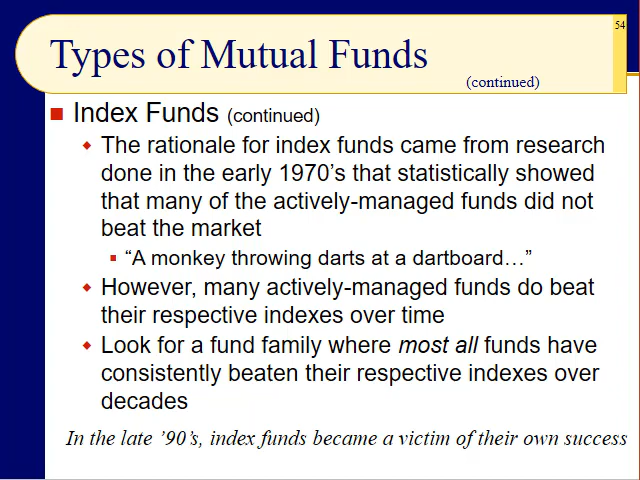 54
Types of Mutual Funds
(continued)
Index Funds (continued)
The rationale for index funds came from research
done in the early 1970's that statistically showed
that many of the actively-managed funds did not
beat the market
“A monkey throwing darts at a dartboard…”
However, many actively-managed funds do beat
their respective indexes over time
Look for a fund family where most all funds have
consistently beaten their respective indexes over
decades
In the late ’90’s, index funds became a victim of their own success